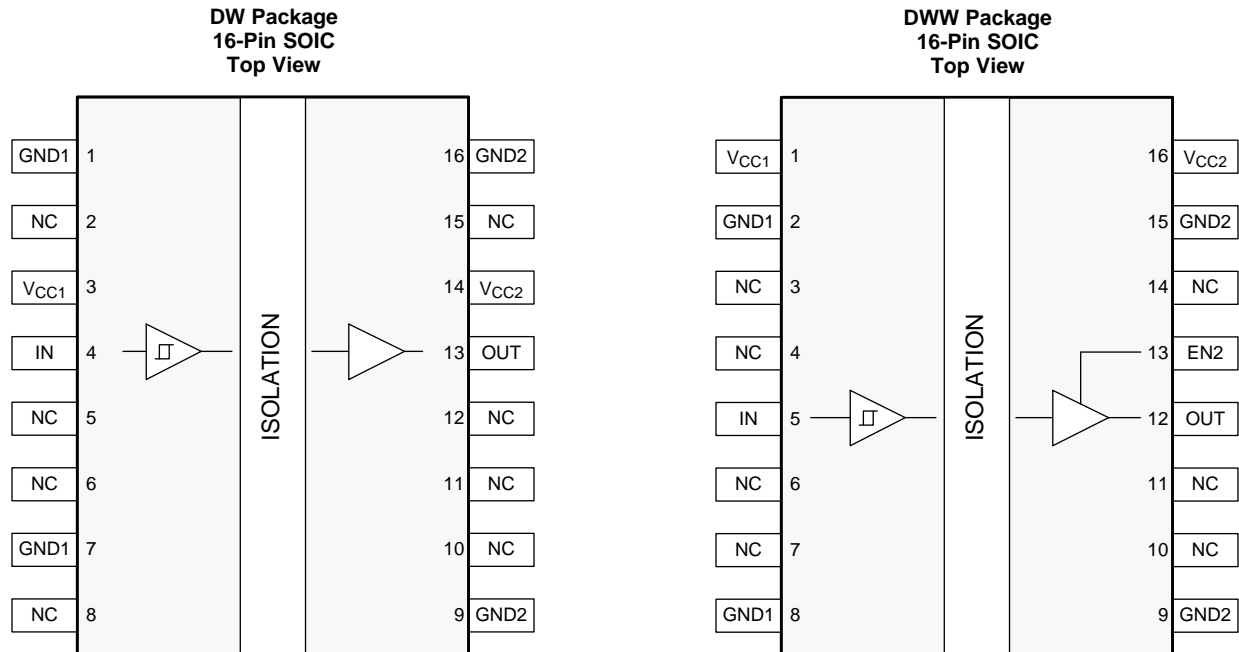 DW Package
16-Pin SOIC
Top View
GND1 1
16 GND2
NC 2
15 NC
VCC1 3
14 VCC2
IN 4
13 OUT
NC 5
12 NC
NC 6
11 NC
GND1 7
10 NC
NC 8
9 GND2
ISOLATION
DWW Package
16-Pin SOIC
Top View
VCC1 1
16 VCC2
GND1 2
15 GND2
NC 3
14 NC
NC 4
13 EN2
IN 5
12 OUT
NC 6
11 NC
NC 7
10 NC
GND1 8
9 GND2
ISOLATION